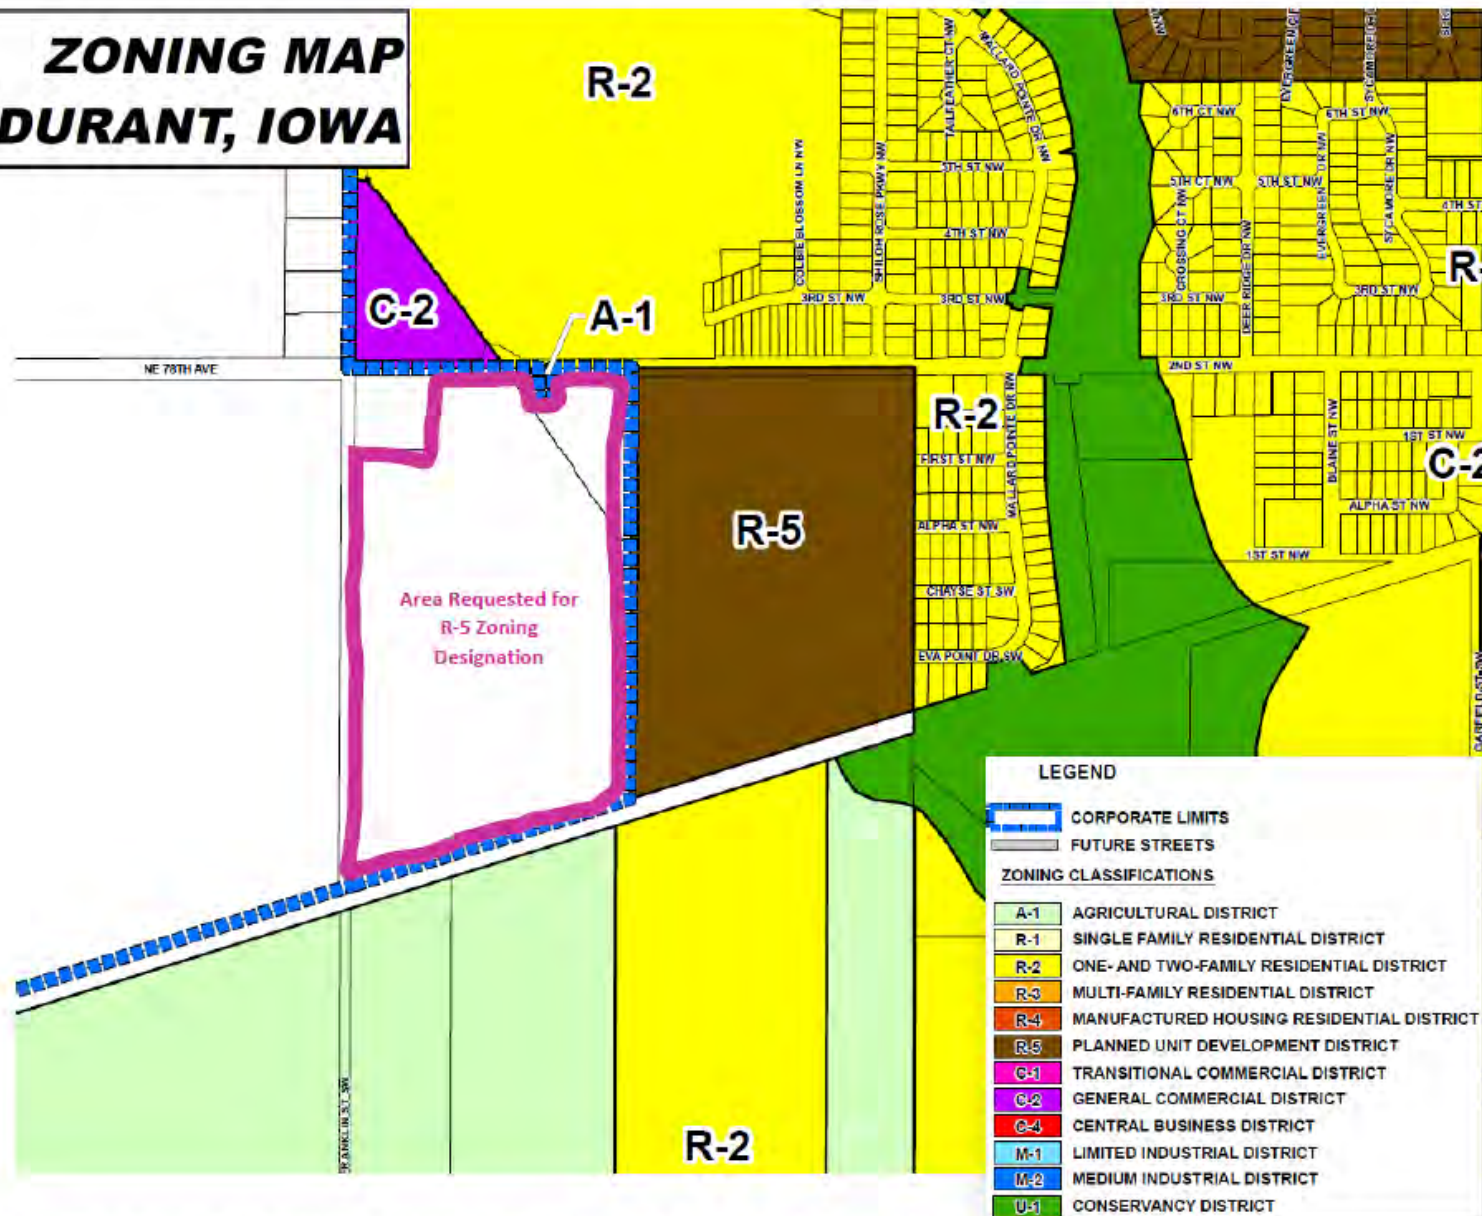 ZONING MAP
DURANT, IOWA
R-2
MALLARD POINTE DR NW
TAILFEATHER CT NW
5TH ST NW
COLBIE BLOSSOM LN NW
SHILOH ROSE PKWY NW
4TH ST NW
3RD ST NW
3RD ST NW
EVERGREEN
SYCAMORE
6TH CT NW
6TH ST NW
5TH CT NW
5TH ST NW
CROSSING CT NW
DEER RIDGE DR NW
EVERGREEN DR NW
SYCAMORE DR NW
4TH ST
3RD ST NW
3RD ST NW
R-
C-2
A-1
NE 78TH AVE
2ND ST NW
R-2
MALLARD POINTE DR NW
FIRST ST NW
ALPHA ST NW
CHAYSE ST SW
EVA POINT DR SW
BLAINE ST NW
1ST ST NW
C-2
ALPHA ST NW
1ST ST NW
GARFIELD ST SW
R-5
Area Requested for
R-5 Zoning
Designation
FRANKLIN ST SW
R-2
LEGEND
CORPORATE LIMITS
FUTURE STREETS
ZONING CLASSIFICATIONS
A-1 AGRICULTURAL DISTRICT
R-1 SINGLE FAMILY RESIDENTIAL DISTRICT
R-2 ONE- AND TWO-FAMILY RESIDENTIAL DISTRICT
R-3 MULTI-FAMILY RESIDENTIAL DISTRICT
R-4 MANUFACTURED HOUSING RESIDENTIAL DISTRICT
R-5 PLANNED UNIT DEVELOPMENT DISTRICT
C-1 TRANSITIONAL COMMERCIAL DISTRICT
C-2 GENERAL COMMERCIAL DISTRICT
C-4 CENTRAL BUSINESS DISTRICT
M-1 LIMITED INDUSTRIAL DISTRICT
M-2 MEDIUM INDUSTRIAL DISTRICT
U-1 CONSERVANCY DISTRICT